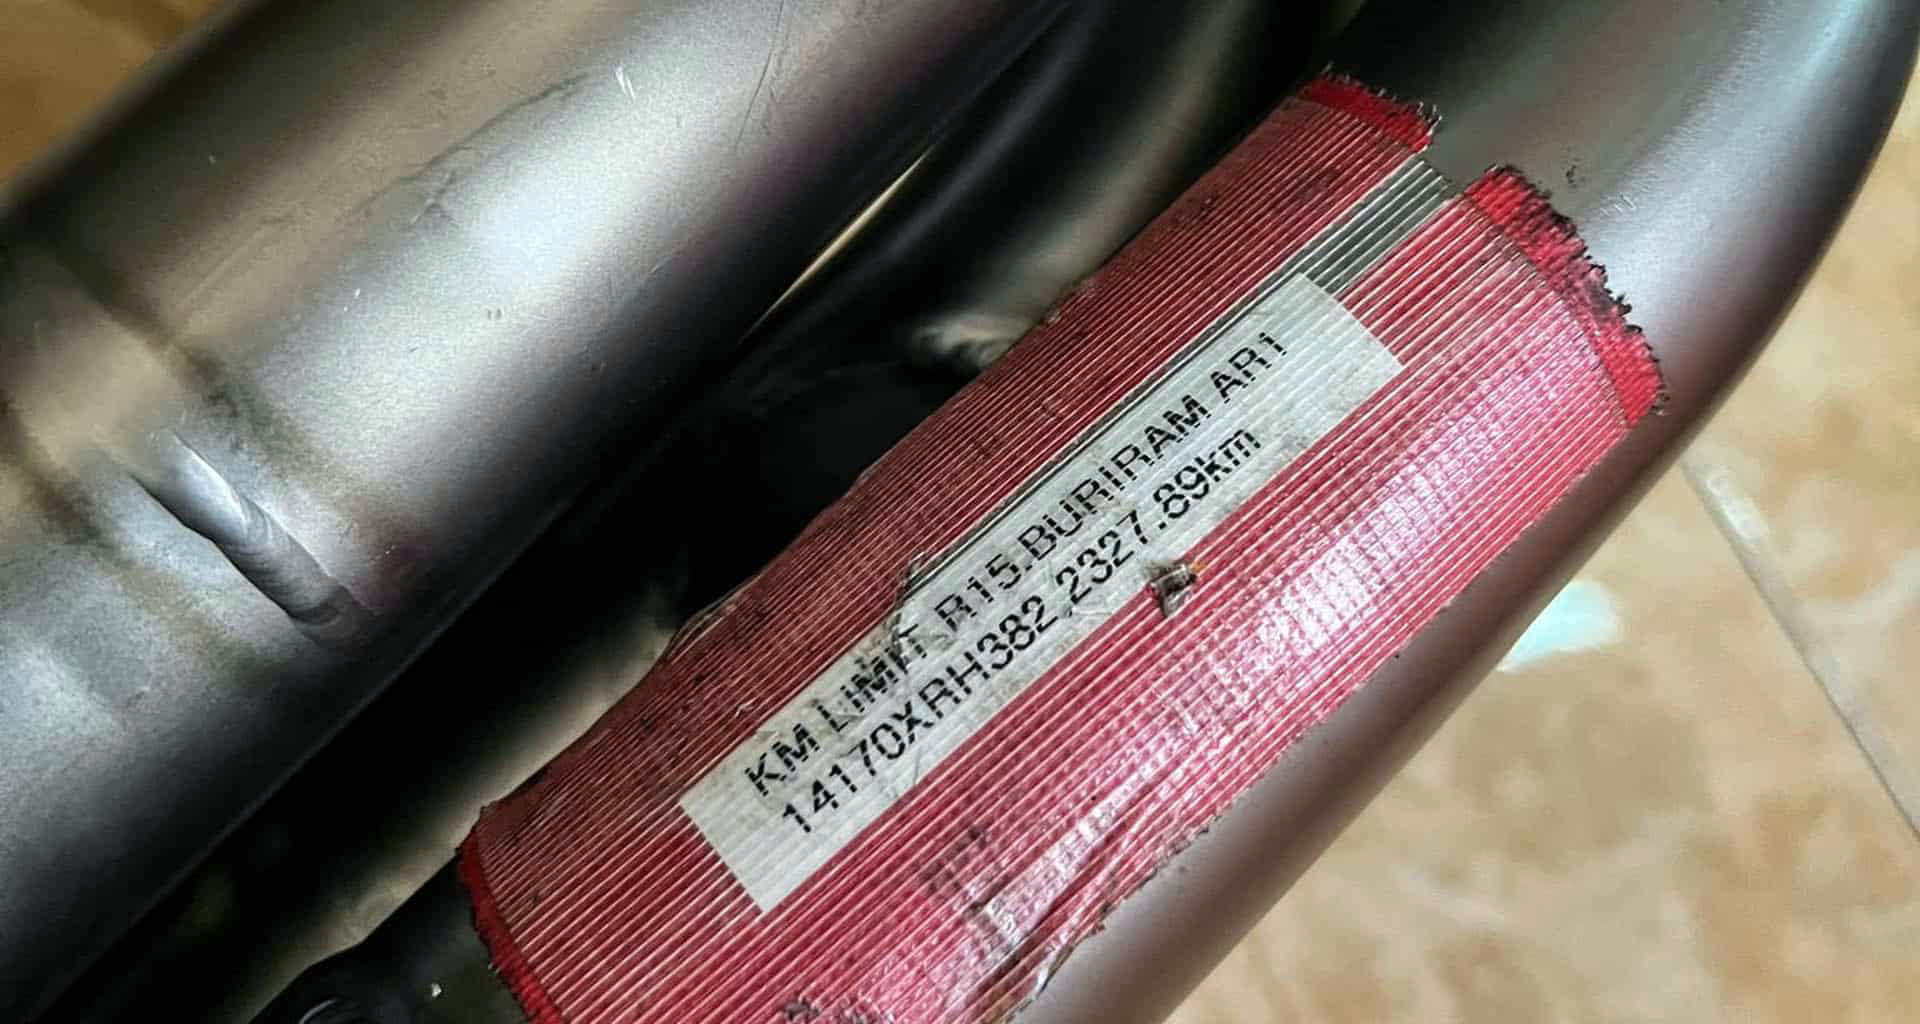 KM LiMIT R15.BURIRAM AR1
14170XRH382 2327.89km